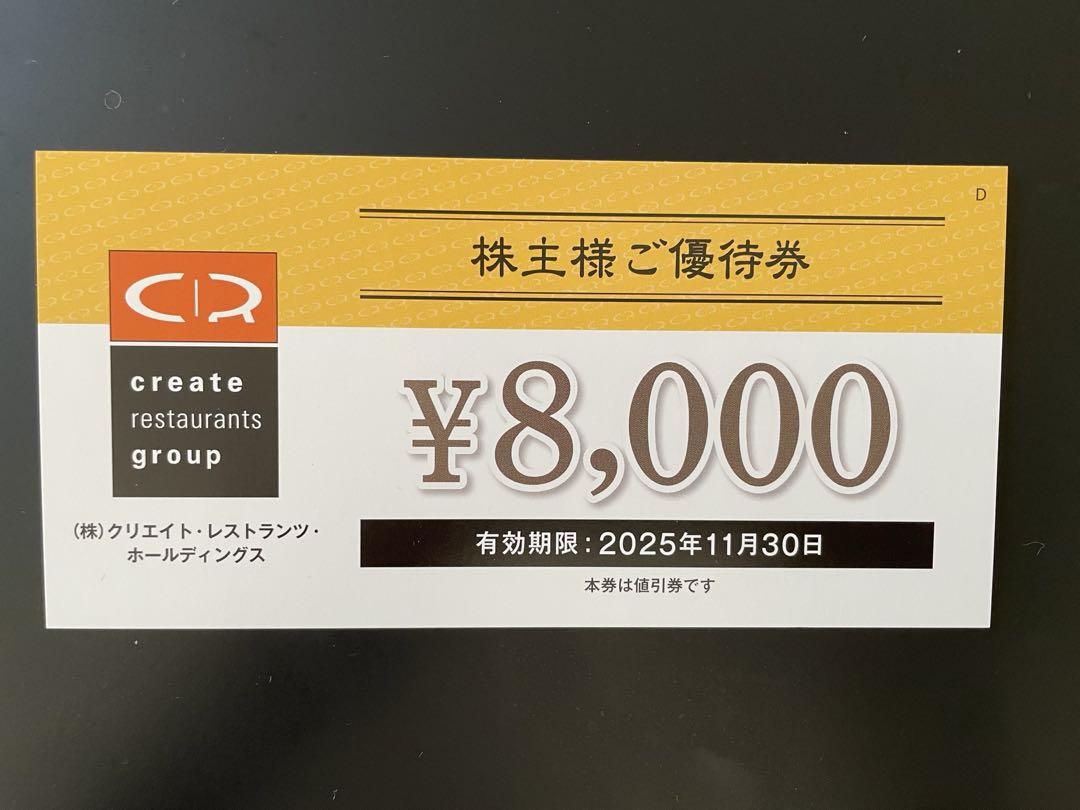 D
株主様ご優待券
CR
create
restaurants
group
¥8,000
(株)クリエイト・レストランツ・
ホールディングス
有効期限:2025年11月30日
本券は値引券です